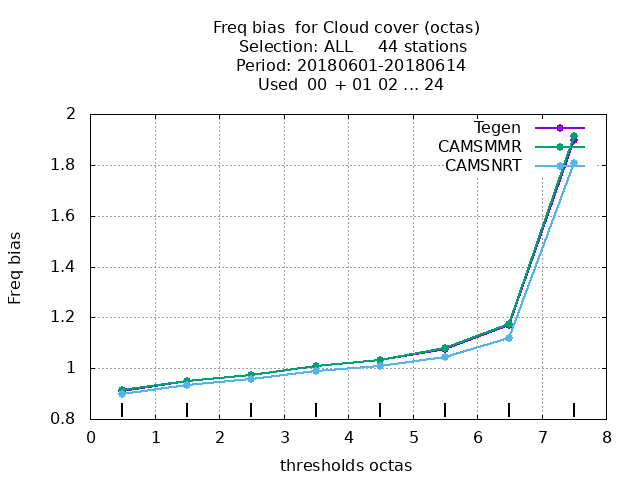 Freq bias  for Cloud cover (octas)
Selection: ALL     44 stations
Period: 20180601-20180614
Used  00  + 01 02 ... 24
2
1.8
1.6
1.4
1.2
1
0.8
Freq bias
Tegen
CAMSMMR
CAMSNRT
0 1 2 3 4 5 6 7 8
thresholds octas